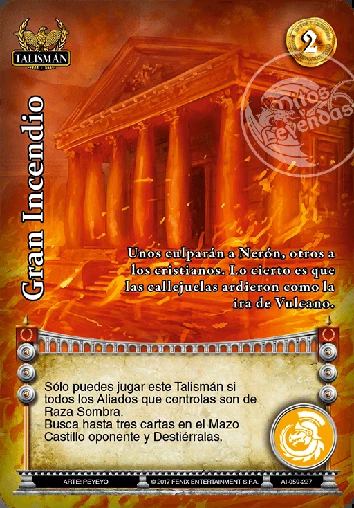 TALISMÁN
2
Mitos y Leyendas
Gran Incendio
Unos culparán a Nerón, otros a
los cristianos. Lo cierto es que
las callejuelas ardieron como la
ira de Vulcano.
Sólo puedes jugar este Talismán si
todos los Aliados que controlas son de
Raza Sombra.
Busca hasta tres cartas en el Mazo
Castillo oponente y Destiérralas.
ARTE: PEYEYO
© 2017 FENIX ENTERTAINMENT S.P.A.